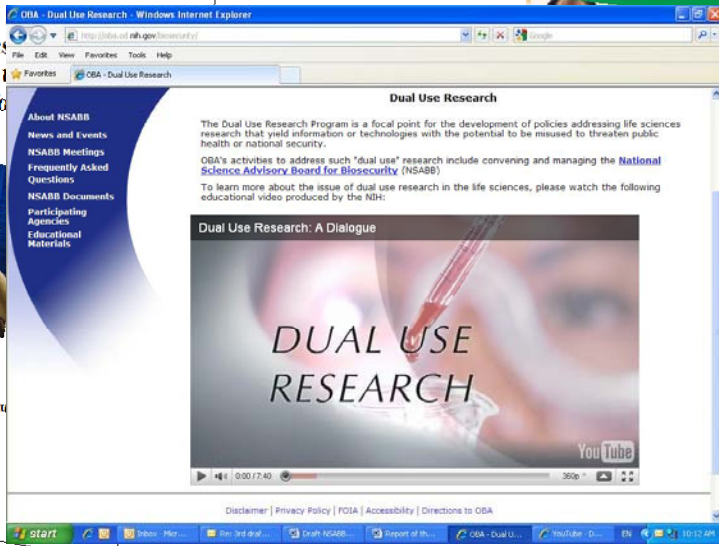 OBA - Dual Use Research - Windows Internet Explorer
http://oba.od.nih.gov/biosecurity/
Google
File Edit View Favorites Tools Help
Favorites
OBA - Dual Use Research
Dual Use Research
About NSABB
News and Events
NSABB Meetings
Frequently Asked
Questions
NSABB Documents
Participating
Agencies
Educational
Materials
The Dual Use Research Program is a focal point for the development of policies addressing life sciences
research that yield information or technologies with the potential to be misused to threaten public
health or national security.
OBA's activities to address such "dual use" research include convening and managing the National
Science Advisory Board for Biosecurity (NSABB)
To learn more about the issue of dual use research in the life sciences, please watch the following
educational video produced by the NIH:
Dual Use Research: A Dialogue
DUAL USE
RESEARCH
YouTube
0:00 / 7:40
360p
Disclaimer | Privacy Policy | FOIA | Accessibility | Directions to OBA
start
Inbox - Micr...
Re: 3rd draf...
Draft-NSABB...
Report of th...
OBA - Dual U...
YouTube - D...
EN
10:12 AM